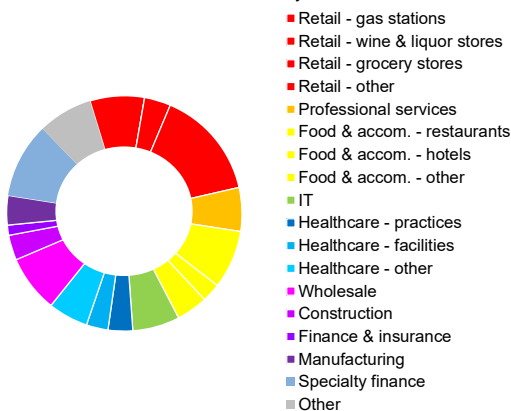 Retail - gas stations
Retail - wine & liquor stores
Retail - grocery stores
Retail - other
Professional services
Food & accom. - restaurants
Food & accom. - hotels
Food & accom. - other
IT
Healthcare - practices
Healthcare - facilities
Healthcare - other
Wholesale
Construction
Finance & insurance
Manufacturing
Specialty finance
Other